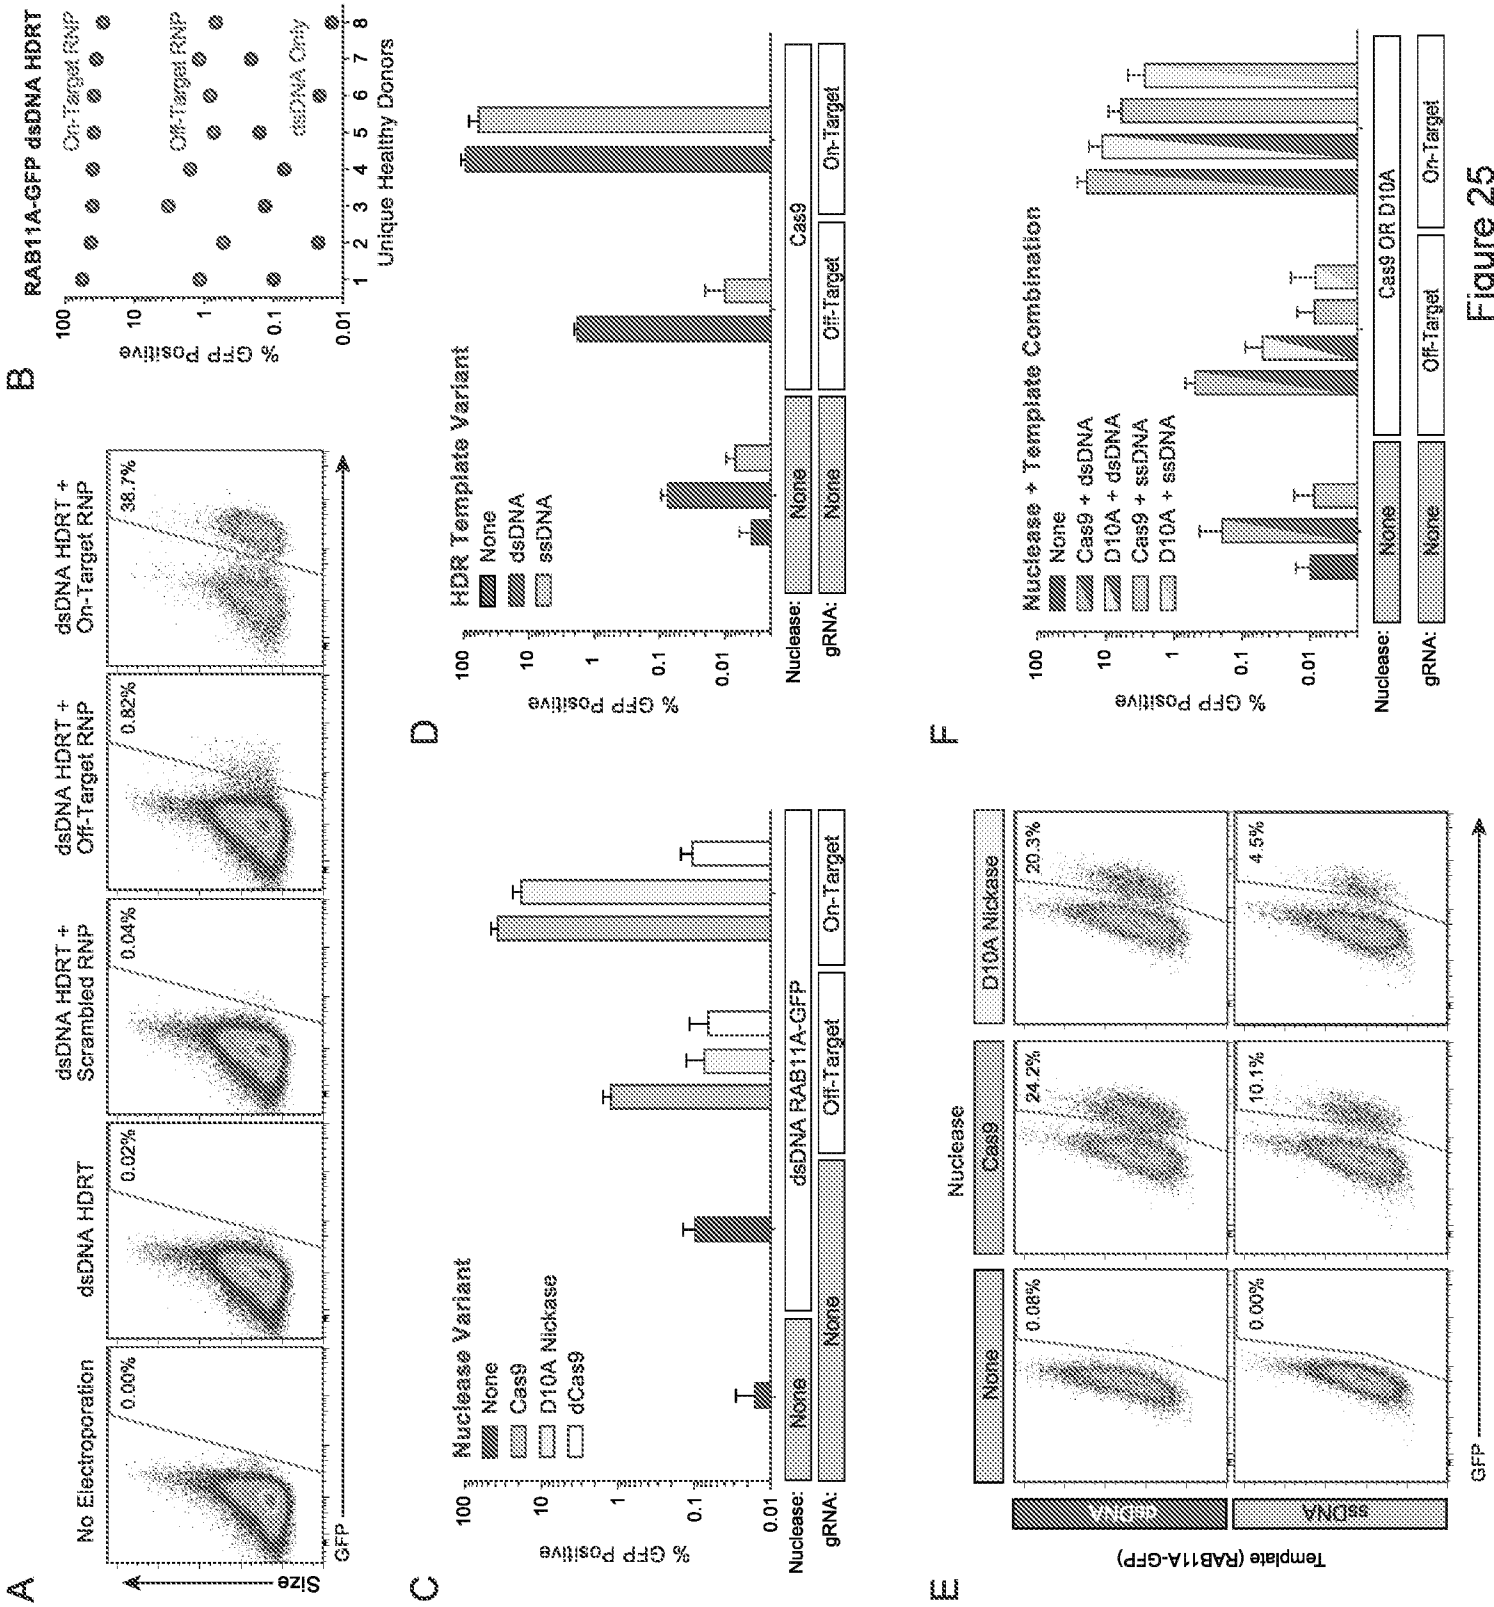 A
No Electroporation
dsDNA HDRT
dsDNA HDRT +
Scrambled RNP
dsDNA HDRT +
Off-Target RNP
dsDNA HDRT +
On-Target RNP
0.00%
0.02%
0.04%
0.82%
38.7%
Size
GFP
B
RAB11A-GFP dsDNA HDRT
% GFP Positive
100
10
1
0.1
0.01
On-Target RNP
Off-Target RNP
dsDNA Only
1 2 3 4 5 6 7 8
Unique Healthy Donors
C
Nuclease Variant
None
Cas9
D10A Nickase
dCas9
% GFP Positive
100
10
1
0.1
0.01
Nuclease: None dsDNA RAB11A-GFP
gRNA: None Off-Target On-Target
D
HDR Template Variant
None
dsDNA
ssDNA
% GFP Positive
100
10
1
0.1
0.01
Nuclease: None Cas9
gRNA: None Off-Target On-Target
E
Nuclease
None Cas9 D10A Nickase
Template (RAB11A-GFP)
dsDNA
0.08%
24.2%
20.3%
ssDNA
0.00%
10.1%
4.5%
GFP
F
Nuclease + Template Combination
None
Cas9 + dsDNA
D10A + dsDNA
Cas9 + ssDNA
D10A + ssDNA
% GFP Positive
100
10
1
0.1
0.01
Nuclease: None Cas9 OR D10A
gRNA: None Off-Target On-Target
Figure 25